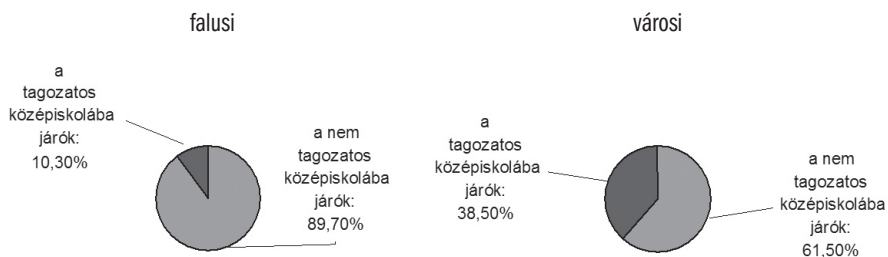 falusi
a
tagozatos
középiskolába
járók:
10,30%
a nem
tagozatos
középiskolába
járók:
89,70%
városi
a
tagozatos
középiskolába
járók:
38,50%
a nem
tagozatos
középiskolába
járók:
61,50%